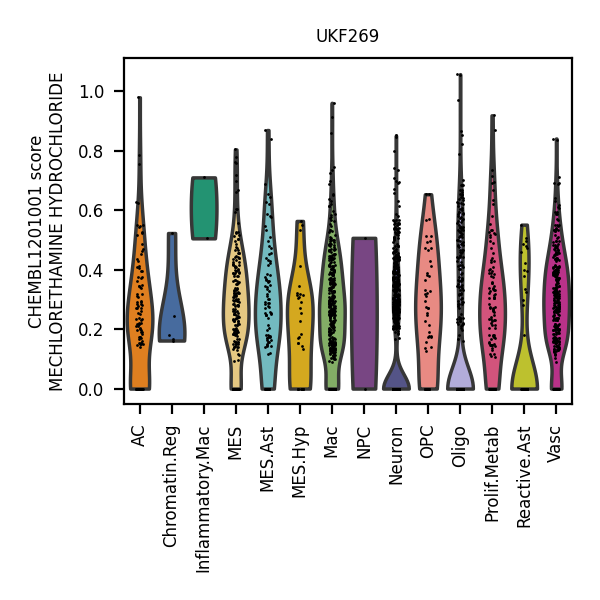 UKF269
CHEMBL1201001 score
MECHLORETHAMINE HYDROCHLORIDE
1.0
0.8
0.6
0.4
0.2
0.0
AC
Chromatin.Reg
Inflammatory.Mac
MES
MES.Ast
MES.Hyp
Mac
NPC
Neuron
OPC
Oligo
Prolif.Metab
Reactive.Ast
Vasc